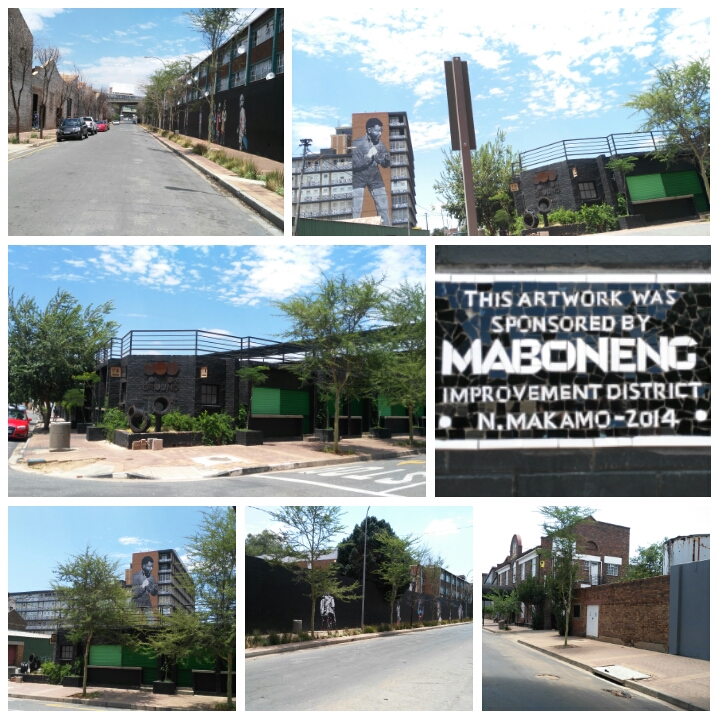 THIS ARTWORK WAS
SPONSORED BY
MABONENG
IMPROVEMENT DISTRICT
N. MAKAMO-2014